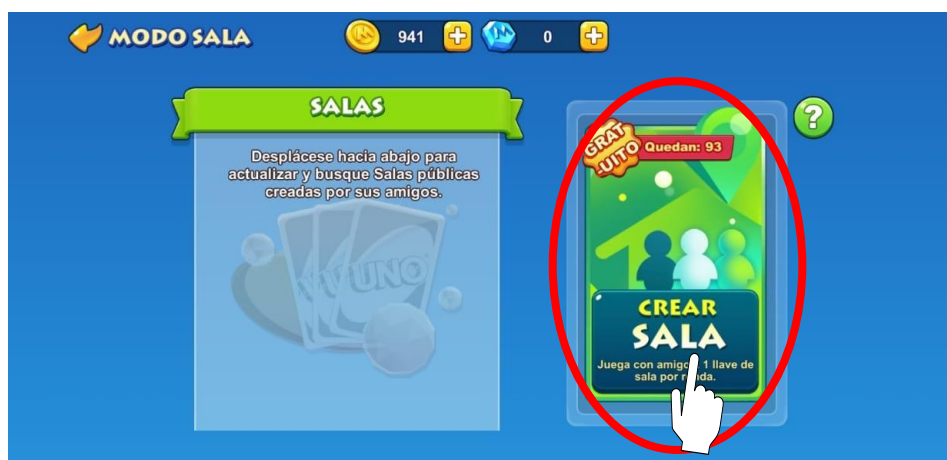 MODO SALA
941
0
SALAS
Desplácese hacia abajo para
actualizar y busque Salas públicas
creadas por sus amigos.
UNO
GRAT
-UITO
Quedan: 93
?
CREAR
SALA
Juega con 1 llave de
sala por